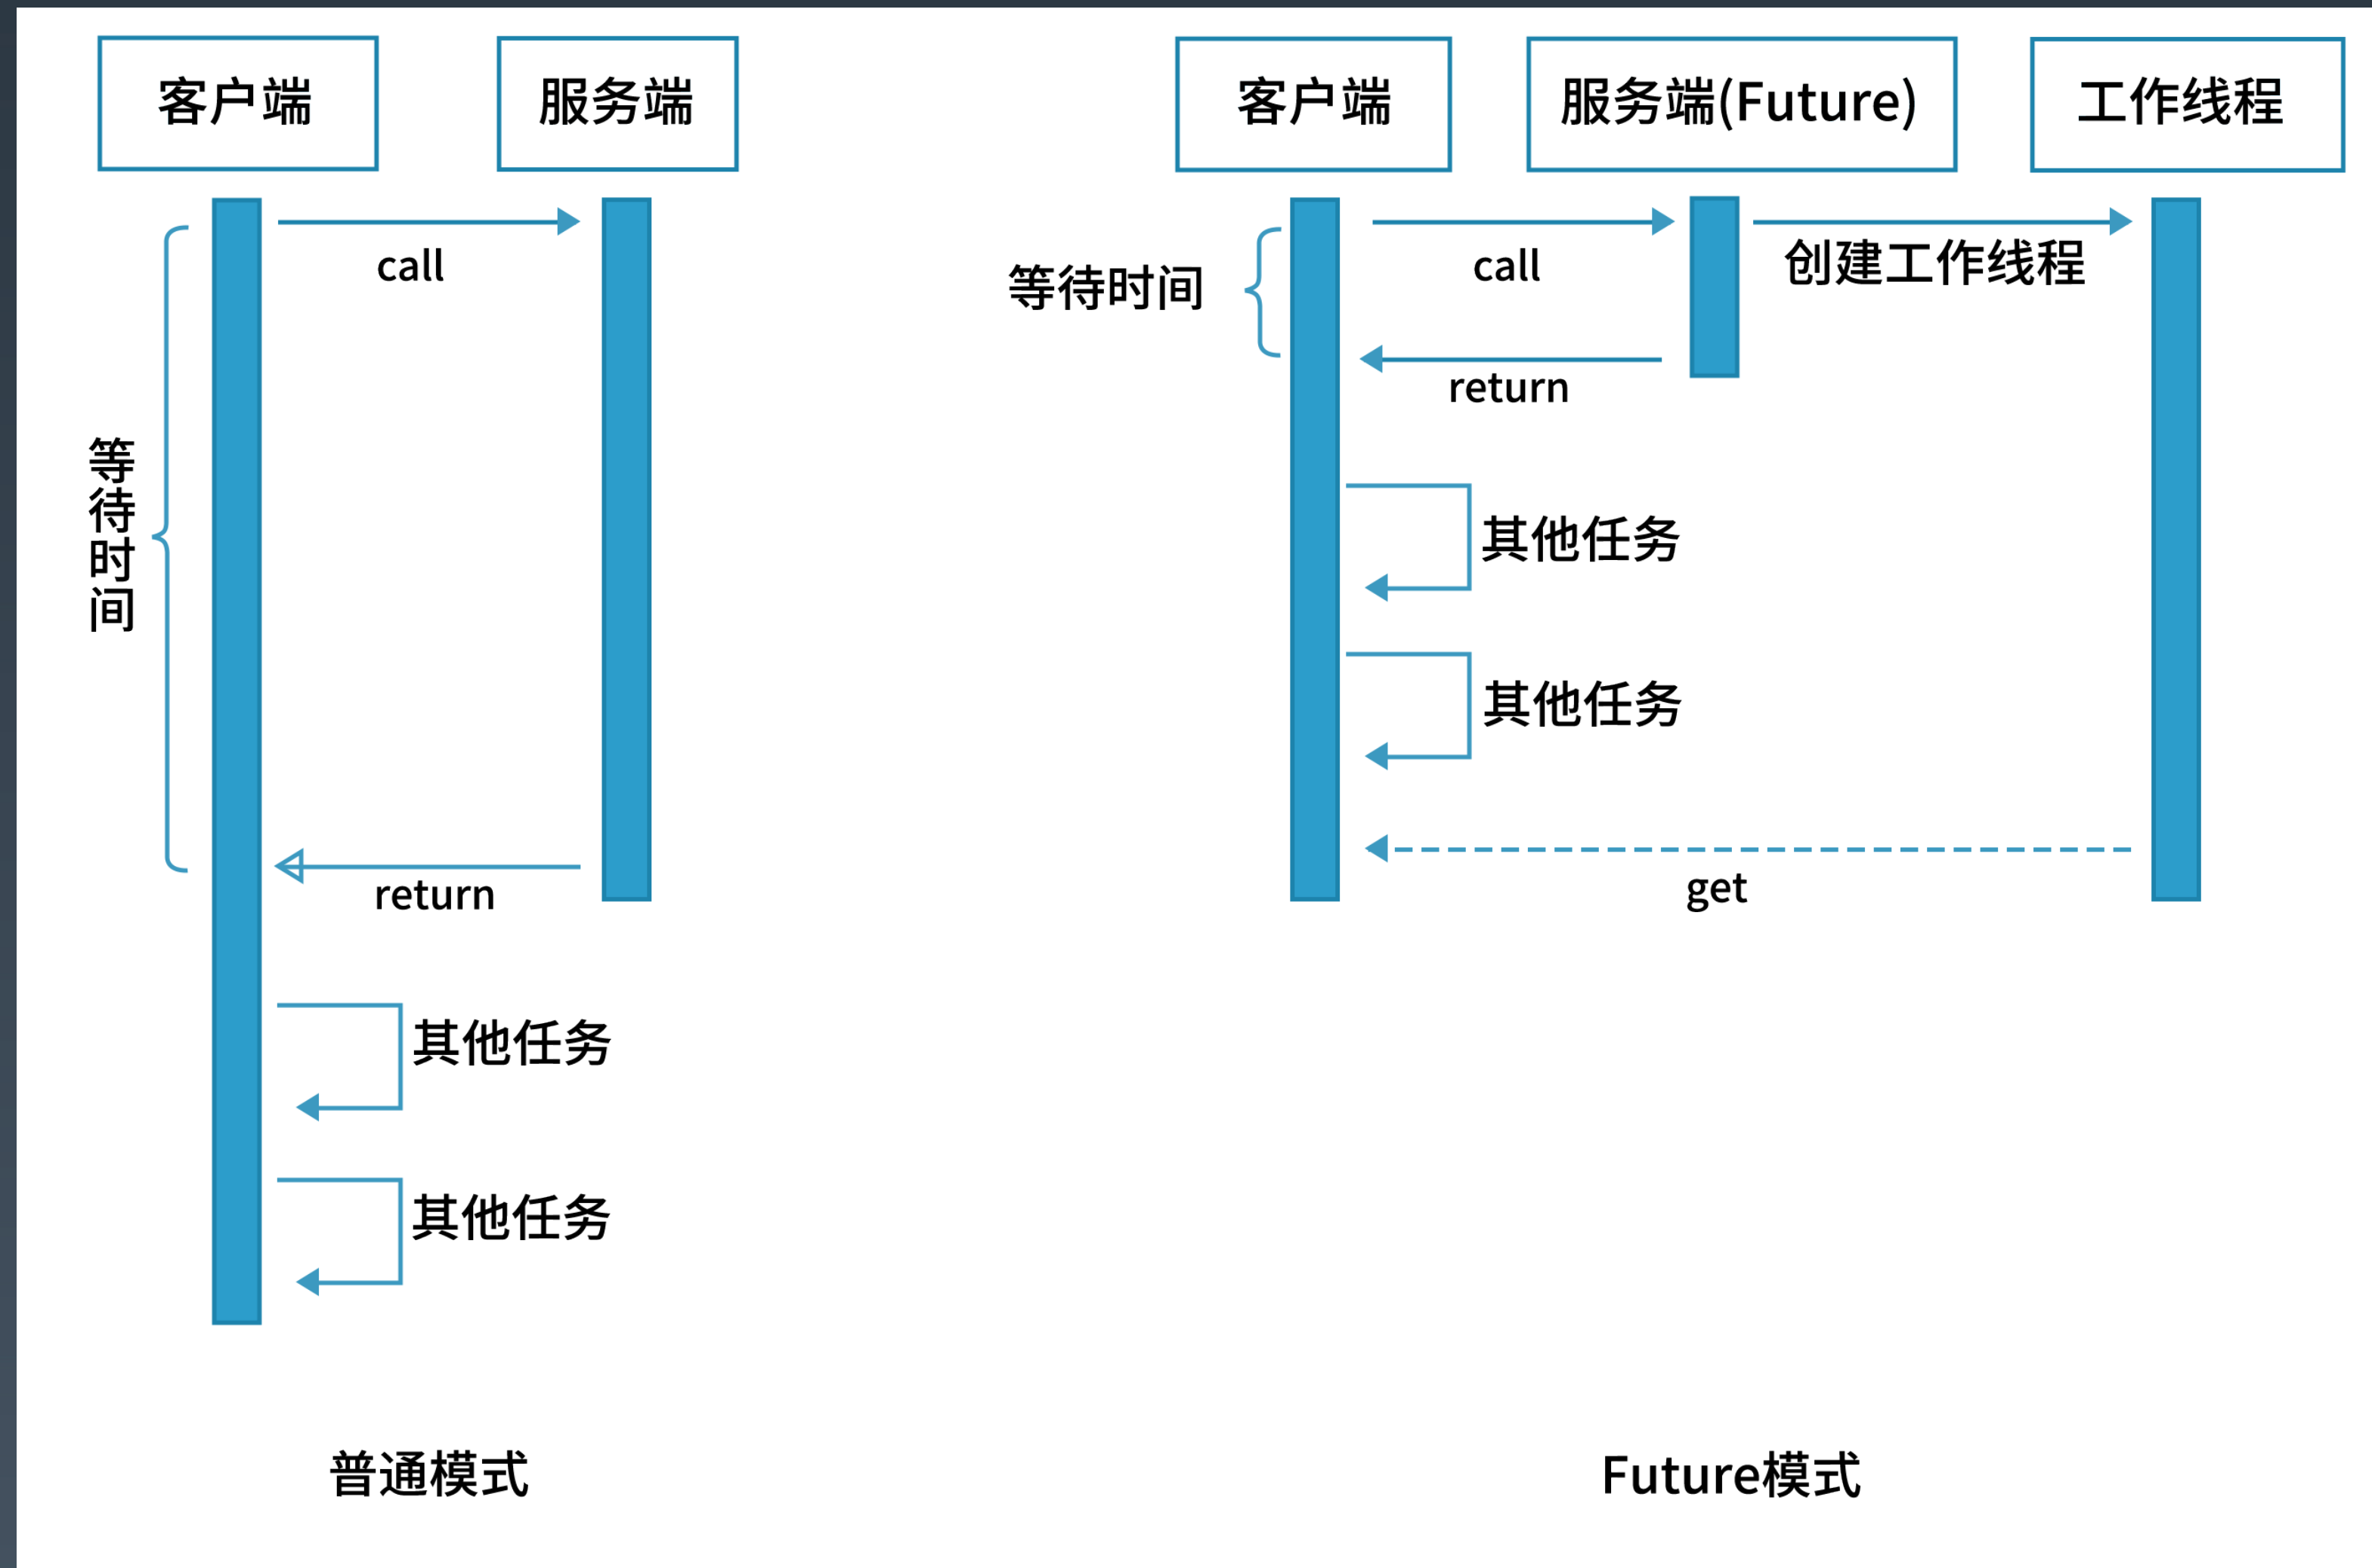 客户端
服务端
call
等待时间
return
其他任务
其他任务
普通模式
客户端
服务端(Future)
工作线程
等待时间
call
创建工作线程
return
其他任务
其他任务
get
Future模式